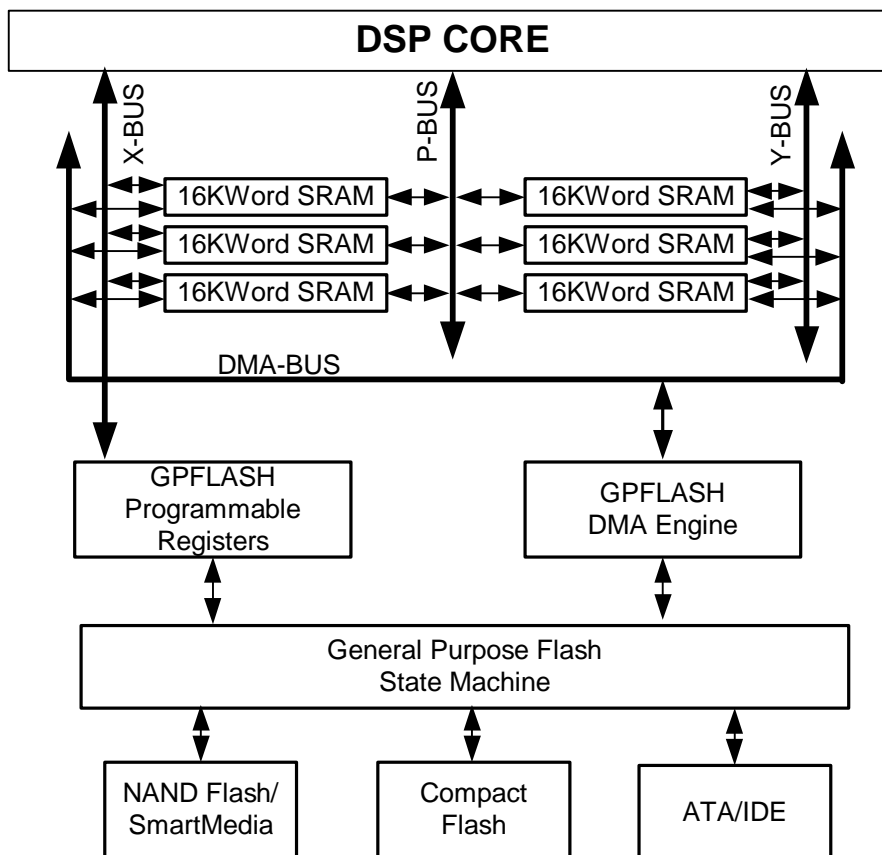 DSP CORE
X-BUS
P-BUS
Y-BUS
16KWord SRAM
16KWord SRAM
16KWord SRAM
16KWord SRAM
16KWord SRAM
16KWord SRAM
DMA-BUS
GPFLASH
Programmable
Registers
GPFLASH
DMA Engine
General Purpose Flash
State Machine
NAND Flash/
SmartMedia
Compact
Flash
ATA/IDE